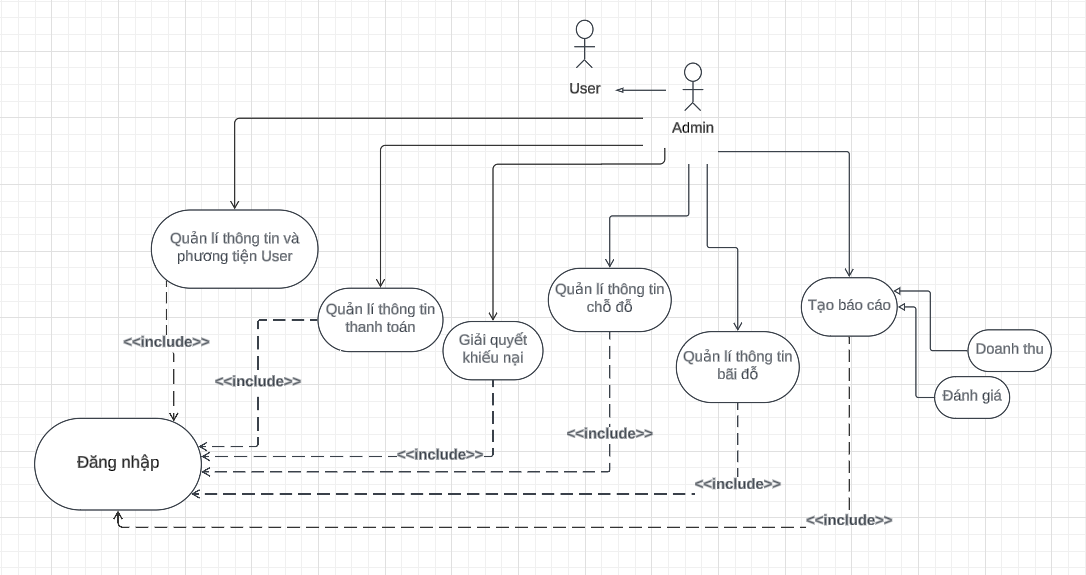 User
Admin
Quản lí thông tin và
phương tiện User
Quản lí thông tin
thanh toán
Giải quyết
khiếu nại
Quản lí thông tin
chỗ đỗ
Quản lí thông tin
bãi đỗ
Tạo báo cáo
Doanh thu
Đánh giá
<<include>>
<<include>>
<<include>>
<<include>>
<<include>>
<<include>>
Đăng nhập